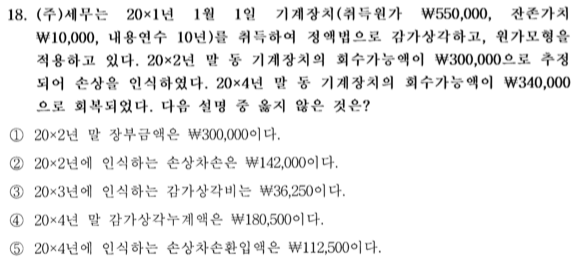 18. (주)세무는 20×1년 1월 1일 기계장치(취득원가 ₩550,000, 잔존가치
₩10,000, 내용연수 10년)를 취득하여 정액법으로 감가상각하고, 원가모형을
적용하고 있다. 20×2년 말 동 기계장치의 회수가능액이 ₩300,000으로 추정
되어 손상을 인식하였다. 20×4년 말 동 기계장치의 회수가능액이 ₩340,000
으로 회복되었다. 다음 설명 중 옳지 않은 것은?
① 20×2년 말 장부금액은 ₩300,000이다.
② 20×2년에 인식하는 손상차손은 ₩142,000이다.
③ 20×3년에 인식하는 감가상각비는 ₩36,250이다.
④ 20×4년 말 감가상각누계액은 ₩180,500이다.
⑤ 20×4년에 인식하는 손상차손환입액은 ₩112,500이다.